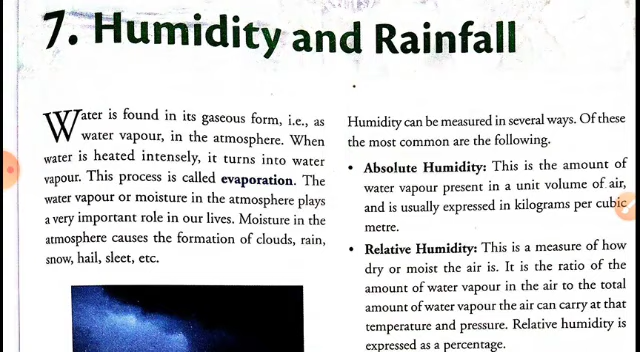 7. Humidity and Rainfall
Water is found in its gaseous form, i.e., as
water vapour, in the atmosphere. When
water is heated intensely, it turns into water
vapour. This process is called evaporation. The
water vapour or moisture in the atmosphere plays
a very important role in our lives. Moisture in the
atmosphere causes the formation of clouds, rain,
snow, hail, sleet, etc.
Humidity can be measured in several ways. Of these
the most common are the following.
• Absolute Humidity: This is the amount of
water vapour present in a unit volume of air,
and is usually expressed in kilograms per cubic
metre.
• Relative Humidity: This is a measure of how
dry or moist the air is. It is the ratio of the
amount of water vapour in the air to the total
amount of water vapour the air can carry at that
temperature and pressure. Relative humidity is
expressed as a percentage.